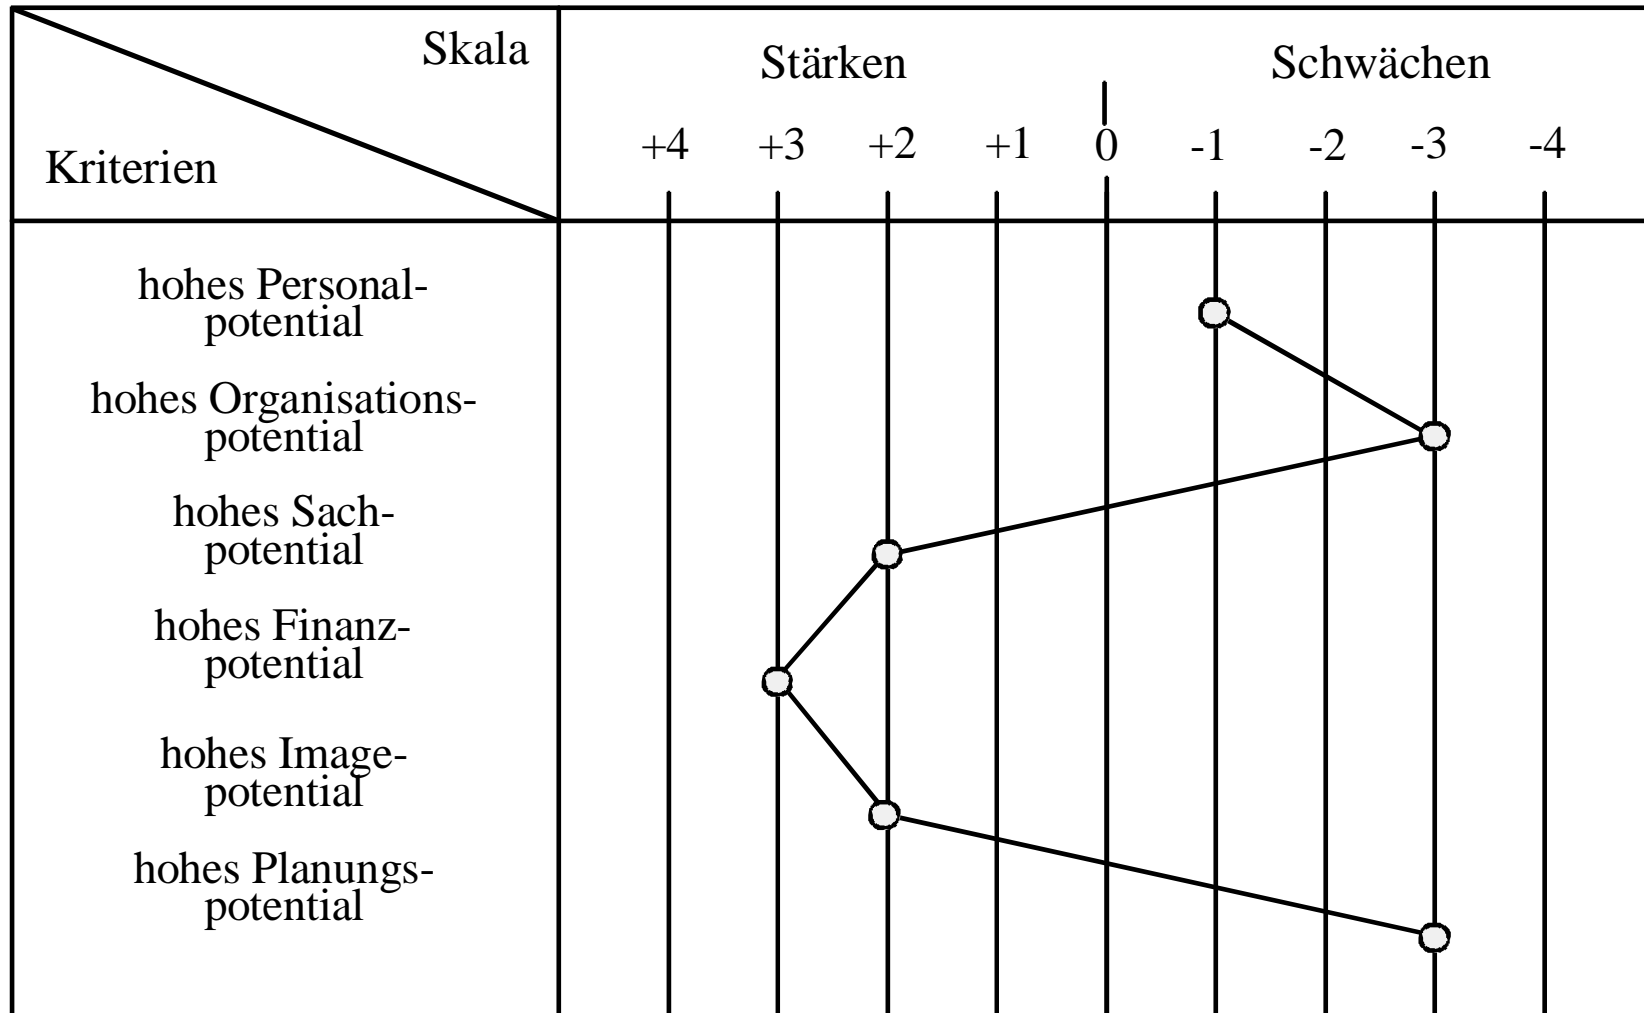 Skala
Kriterien
Stärken
Schwächen
+4 +3 +2 +1 0 -1 -2 -3 -4
hohes Personal-
potential
hohes Organisations-
potential
hohes Sach-
potential
hohes Finanz-
potential
hohes Image-
potential
hohes Planungs-
potential